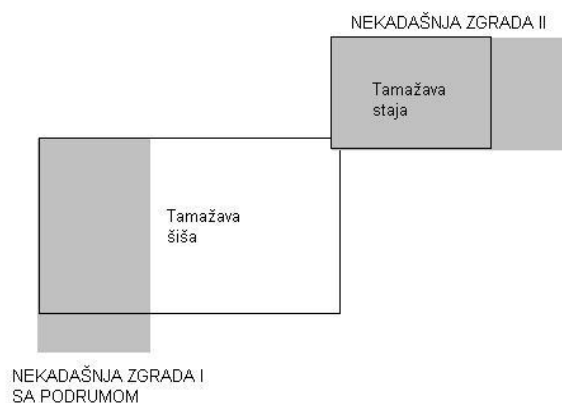 NEKADAŠNJA ZGRADA II
Tamažava
staja
Tamažava
šiša
NEKADAŠNJA ZGRADA I
SA PODRUMOM